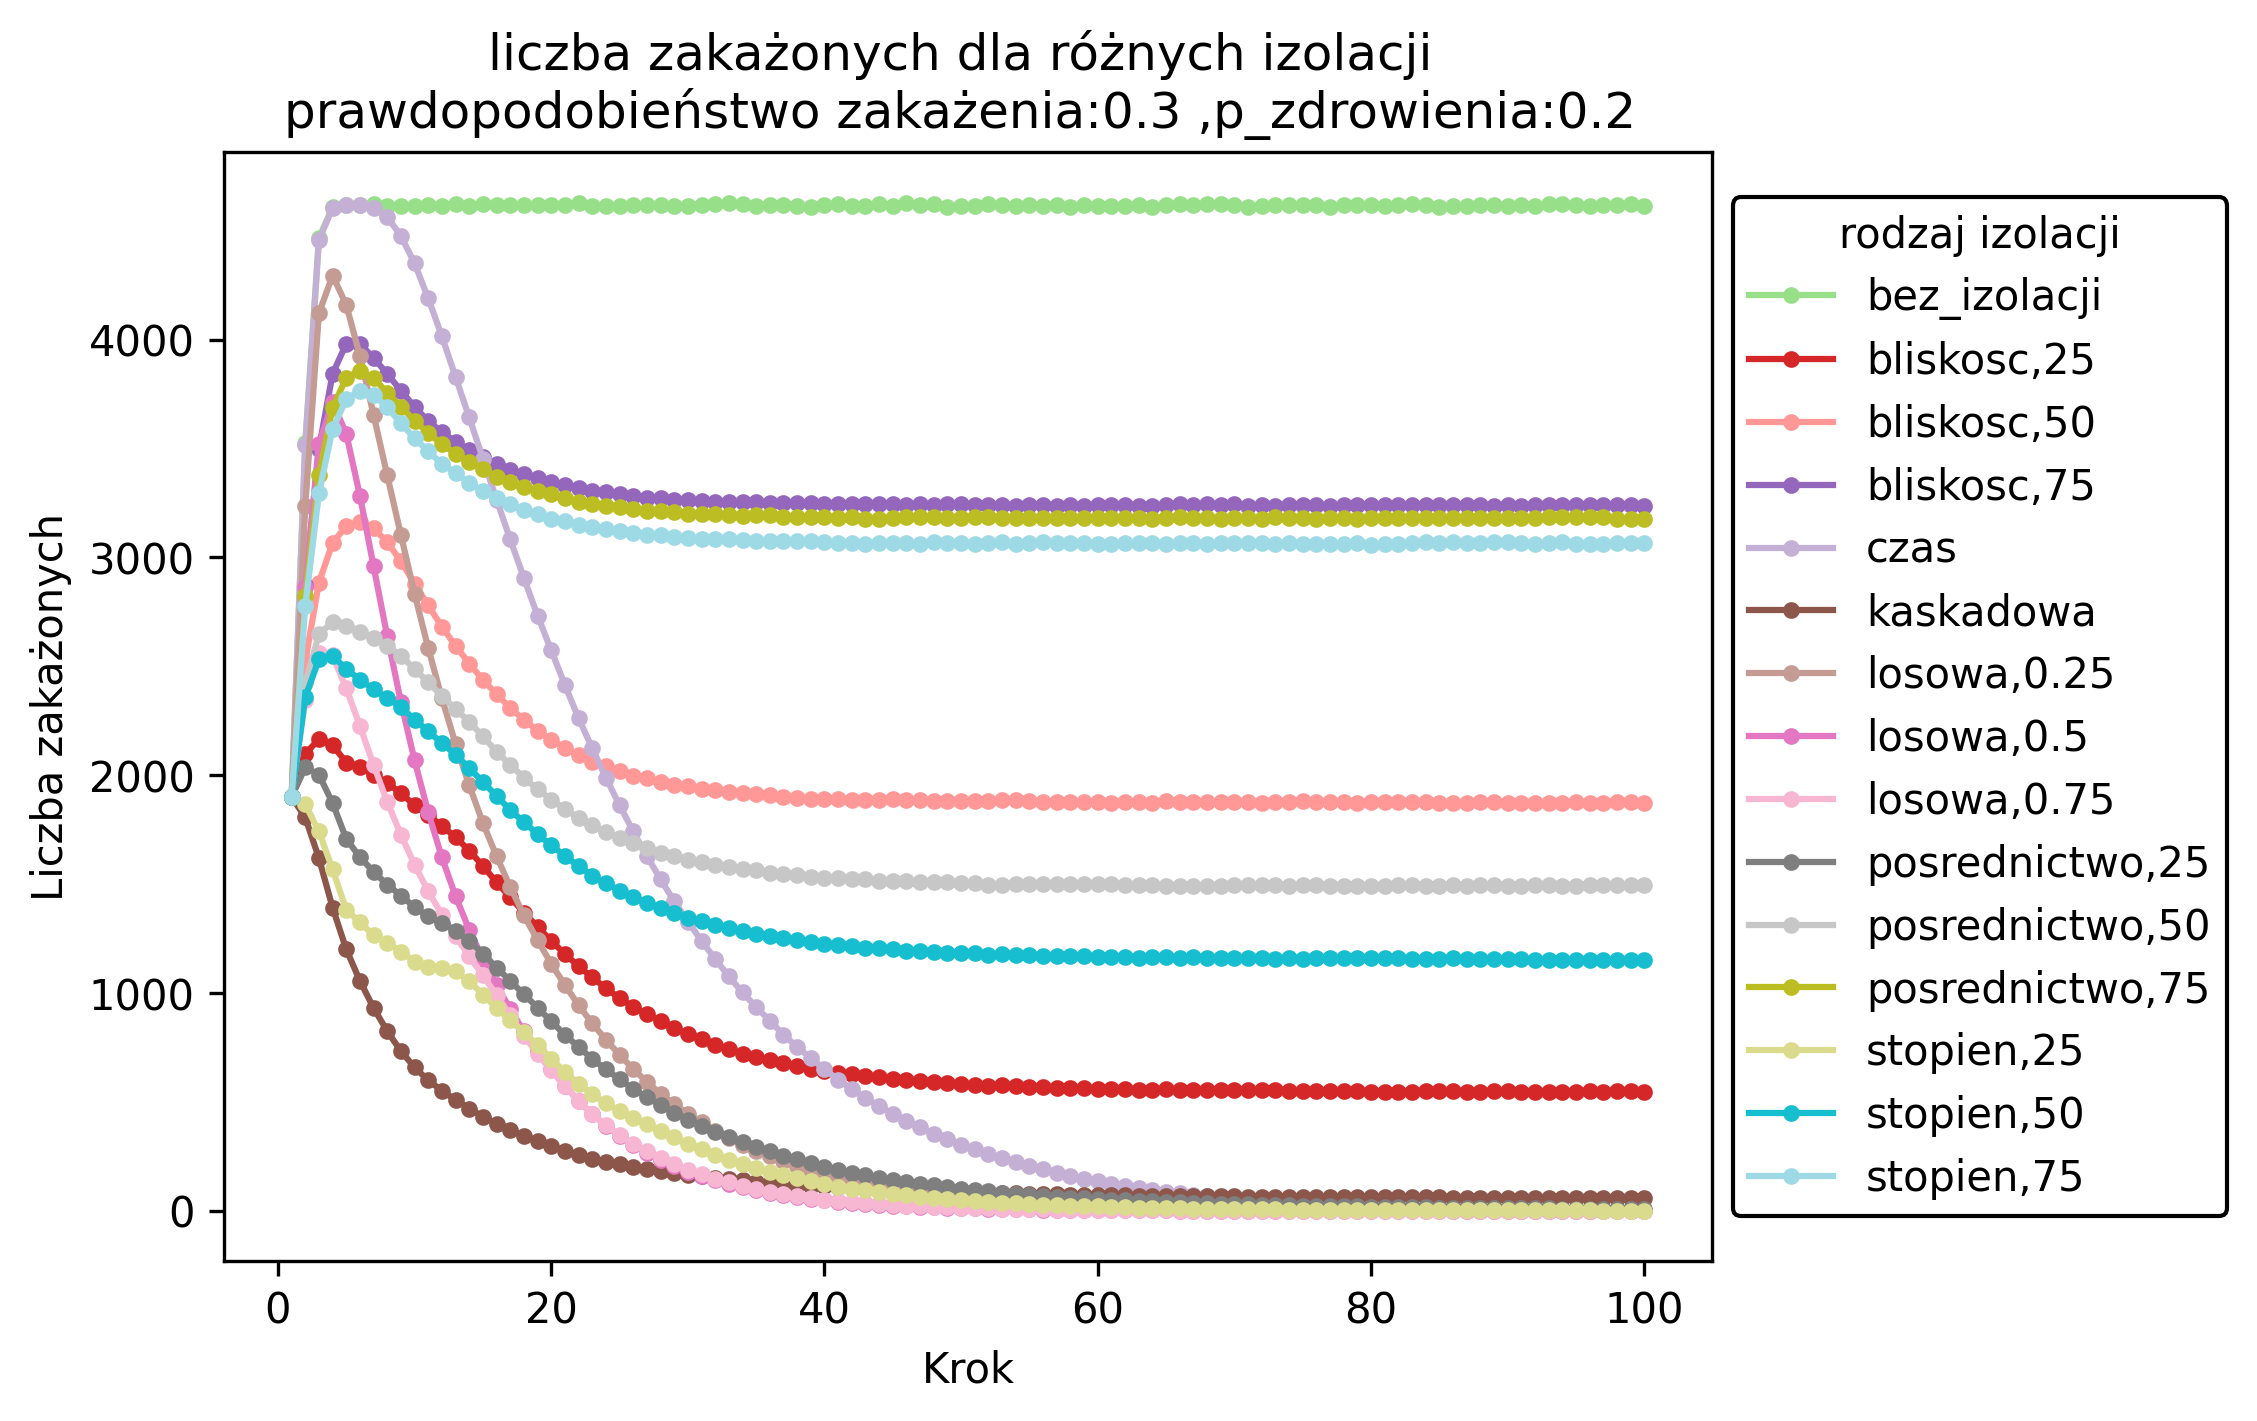 liczba zakażonych dla różnych izolacji
prawdopodobieństwo zakażenia:0.3 ,p_zdrowienia:0.2
Liczba zakażonych
4000
3000
2000
1000
0
0 20 40 60 80 100
Krok
rodzaj izolacji
bez_izolacji
bliskosc,25
bliskosc,50
bliskosc,75
czas
kaskadowa
losowa,0.25
losowa,0.5
losowa,0.75
posrednictwo,25
posrednictwo,50
posrednictwo,75
stopien,25
stopien,50
stopien,75